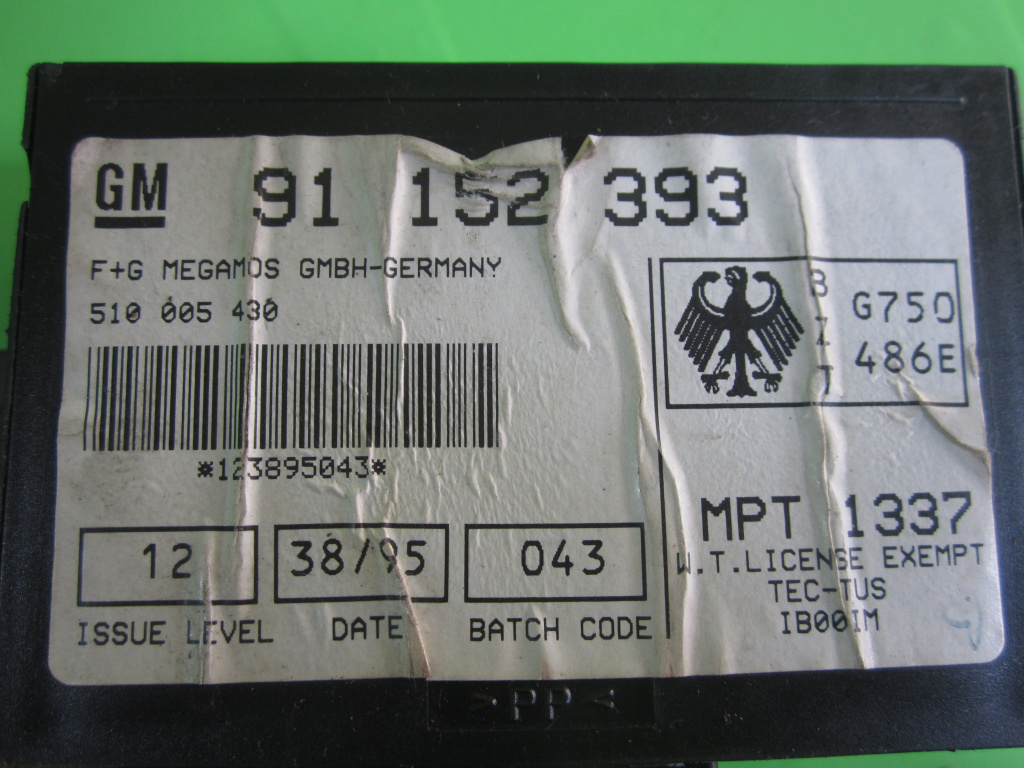 GM 91 152 393
F+G MEGAMOS GMBH-GERMANY
510 005 430
*123895043*
BZT
G750
486E
MPT 1337
W.T.LICENSE EXEMPT
TEC-TUS
IB00IM
12 38/95 043
ISSUE LEVEL DATE BATCH CODE
>PP<